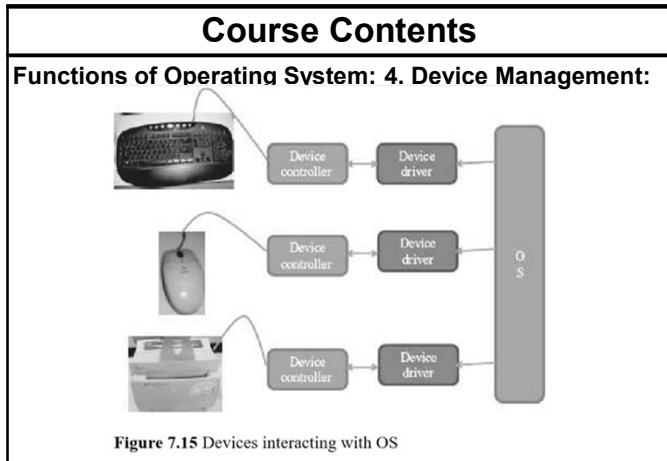 Course Contents
Functions of Operating System: 4. Device Management:
Device
controller
Device
driver
Device
controller
Device
driver
O
S
Device
controller
Device
driver
Figure 7.15 Devices interacting with OS